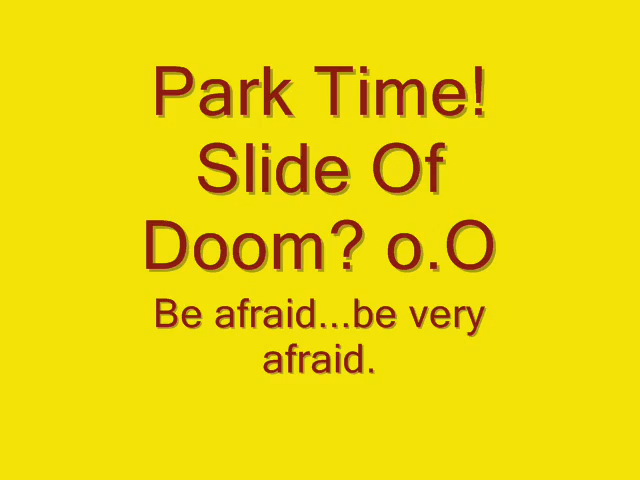 Park Time!
Slide Of
Doom? o.O
Be afraid...be very
afraid.